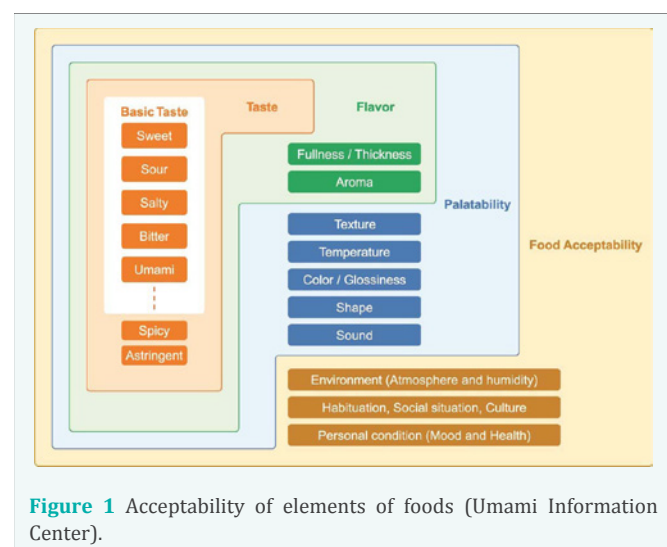 Basic Taste
Taste
Flavor
Sweet
Sour
Salty
Bitter
Umami
Spicy
Astringent
Fullness / Thickness
Aroma
Palatability
Texture
Temperature
Color / Glossiness
Shape
Sound
Food Acceptability
Environment (Atmosphere and humidity)
Habituation, Social situation, Culture
Personal condition (Mood and Health)
Figure 1 Acceptability of elements of foods (Umami Information
Center).